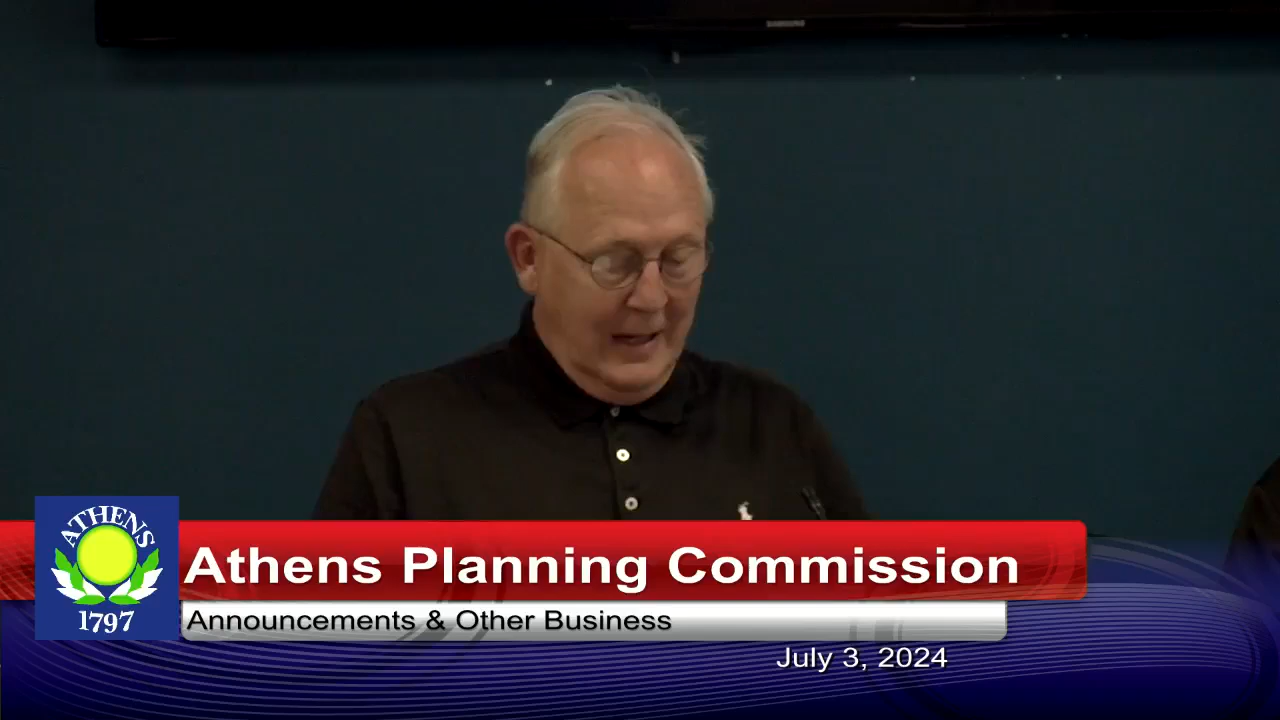 ATHENS
1797
Athens Planning Commission
Announcements & Other Business
July 3, 2024